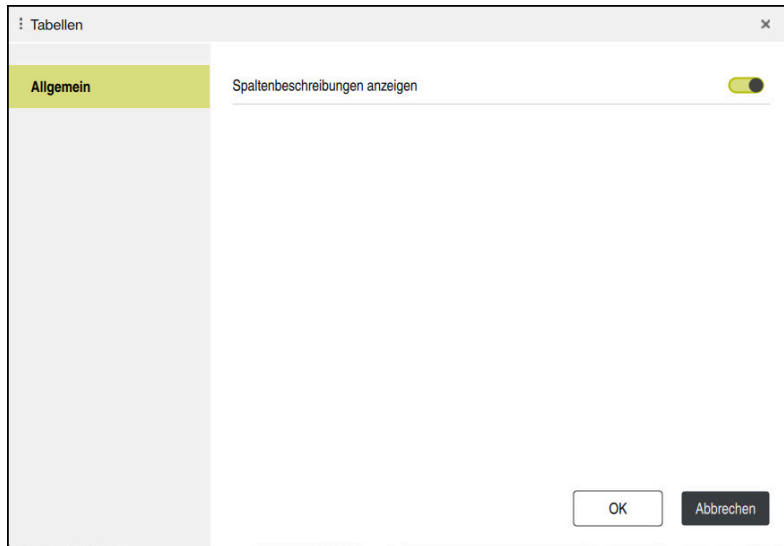 Tabellen
Allgemein
Spaltenbeschreibungen anzeigen
OK
Abbrechen